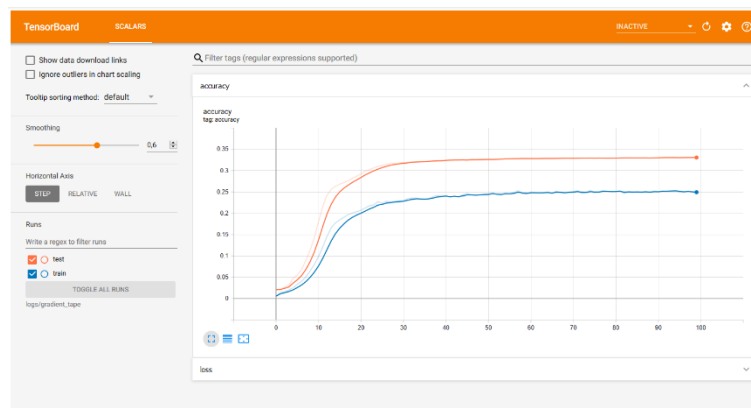 TensorBoard
SCALARS
INACTIVE
Show data download links
Ignore outliers in chart scaling
Tooltip sorting method: default
Smoothing
0,6
Horizontal Axis
STEP RELATIVE WALL
Runs
Write a regex to filter runs
test
train
TOGGLE ALL RUNS
logs/gradient_tape
Filter tags (regular expressions supported)
accuracy
accuracy
tag: accuracy
0.35
0.3
0.25
0.2
0.15
0.1
0.05
0
0 10 20 30 40 50 60 70 80 90 100
loss